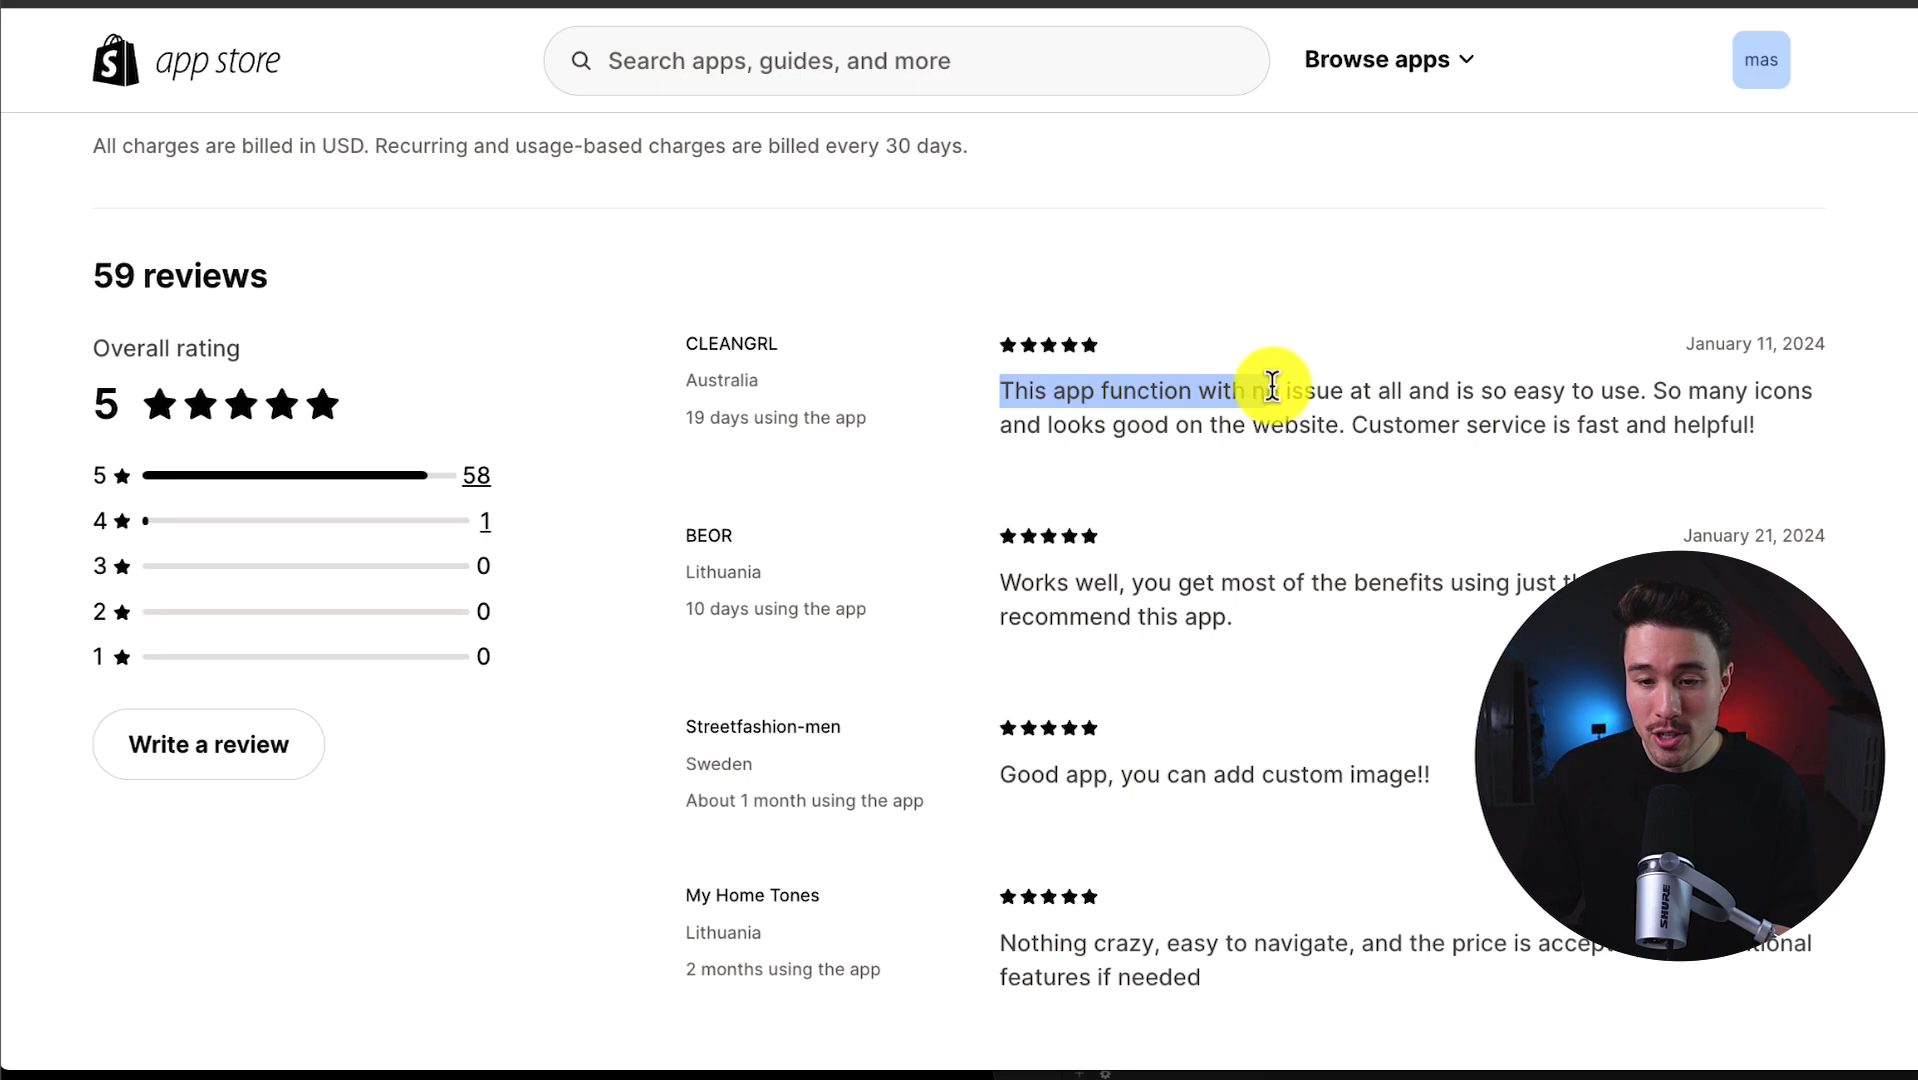 app store
Search apps, guides, and more
Browse apps
mas
All charges are billed in USD. Recurring and usage-based charges are billed every 30 days.
59 reviews
Overall rating
5
5 58
4 1
3 0
2 0
1 0
Write a review
CLEANGRL
Australia
19 days using the app
January 11, 2024
This app function with no issue at all and is so easy to use. So many icons
and looks good on the website. Customer service is fast and helpful!
BEOR
Lithuania
10 days using the app
January 21, 2024
Works well, you get most of the benefits using just
recommend this app.
Streetfashion-men
Sweden
About 1 month using the app
Good app, you can add custom image!!
My Home Tones
Lithuania
2 months using the app
Nothing crazy, easy to navigate, and the price is
features if needed
SHURE